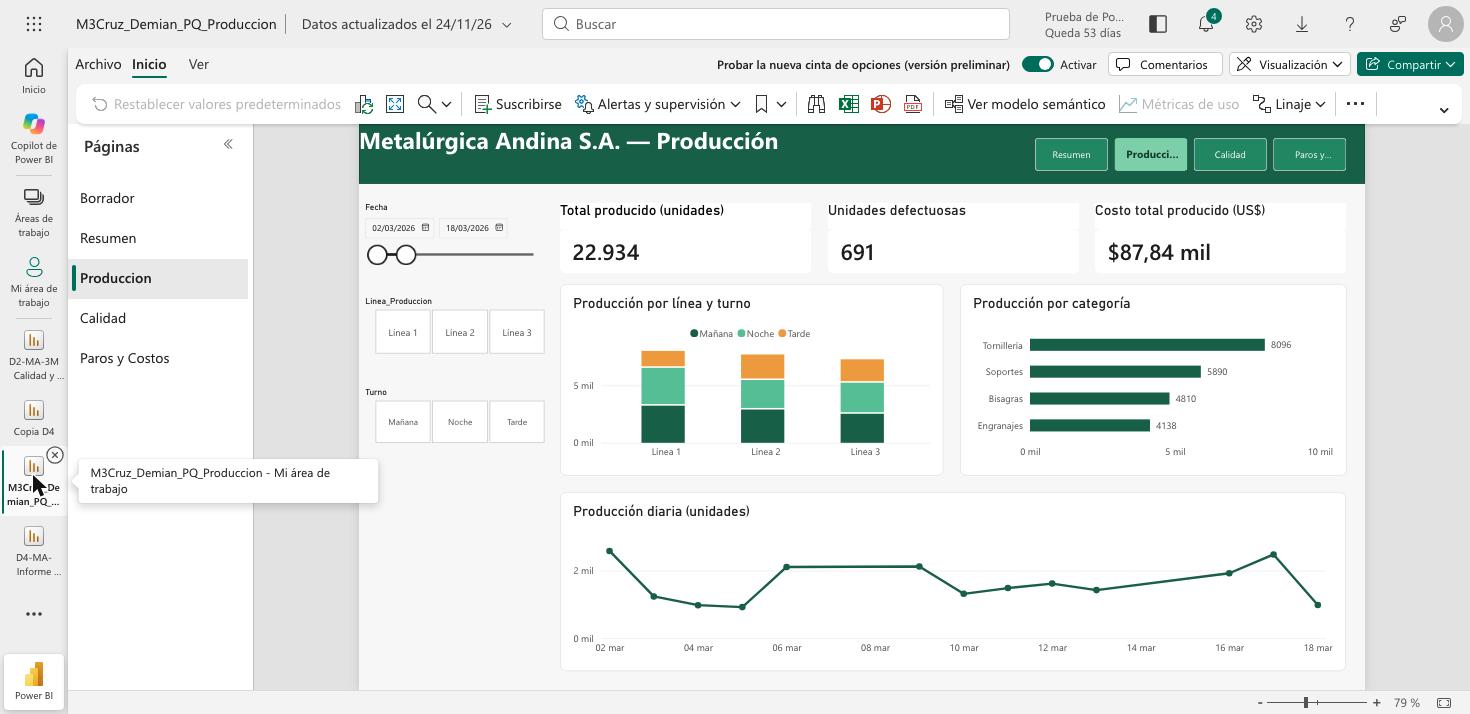 M3Cruz_Demian_PQ_Produccion
Datos actualizados el 24/11/26
Buscar
Prueba de Po...
Queda 53 días
4
Archivo
Inicio
Ver
Probar la nueva cinta de opciones (versión preliminar)
Activar
Comentarios
Visualización
Compartir
Restablecer valores predeterminados
Suscribirse
Alertas y supervisión
Ver modelo semántico
Métricas de uso
Linaje
Inicio
Copilot de
Power BI
Áreas de
trabajo
Mi área de
trabajo
D2-MA-3M
Calidad y ...
Copia D4
mian_PQ_...
D4-MA-
Informe ...
Power BI
Páginas
Borrador
Resumen
Produccion
Calidad
Paros y Costos
M3Cruz_Demian_PQ_Produccion - Mi área de
trabajo
Metalúrgica Andina S.A. — Producción
Resumen
Producci...
Calidad
Paros y...
Fecha
02/03/2026
18/03/2026
Linea_Produccion
Línea 1
Línea 2
Línea 3
Turno
Mañana
Noche
Tarde
Total producido (unidades)
22.934
Unidades defectuosas
691
Costo total producido (US$)
$87,84 mil
Producción por línea y turno
Mañana
Noche
Tarde
5 mil
0 mil
Línea 1
Línea 2
Línea 3
Producción por categoría
Tornillería 8096
Soportes 5890
Bisagras 4810
Engranajes 4138
0 mil
5 mil
10 mil
Producción diaria (unidades)
2 mil
0 mil
02 mar
04 mar
06 mar
08 mar
10 mar
12 mar
14 mar
16 mar
18 mar
79 %